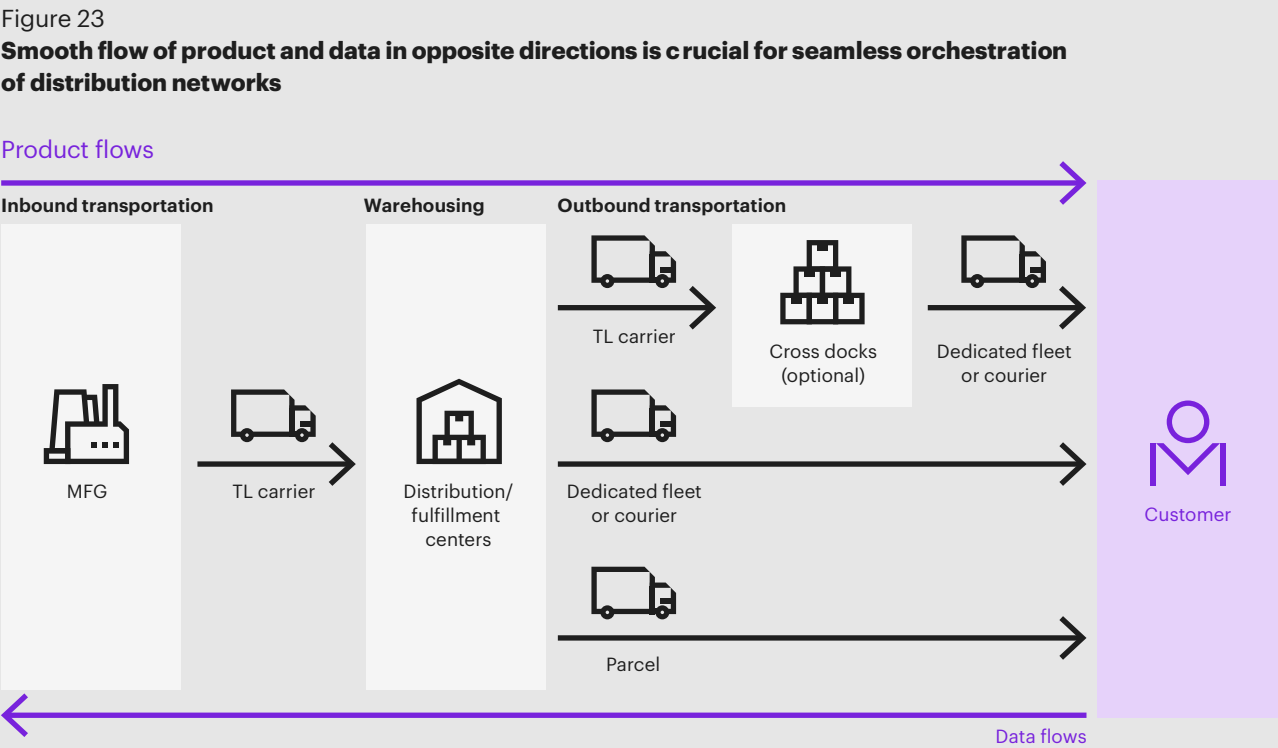 Figure 23
Smooth flow of product and data in opposite directions is crucial for seamless orchestration
of distribution networks
Product flows
Inbound transportation
Warehousing
Outbound transportation
TL carrier
Cross docks
(optional)
Dedicated fleet
or courier
MFG
TL carrier
Distribution/
fulfillment
centers
Dedicated fleet
or courier
Customer
Parcel
Data flows